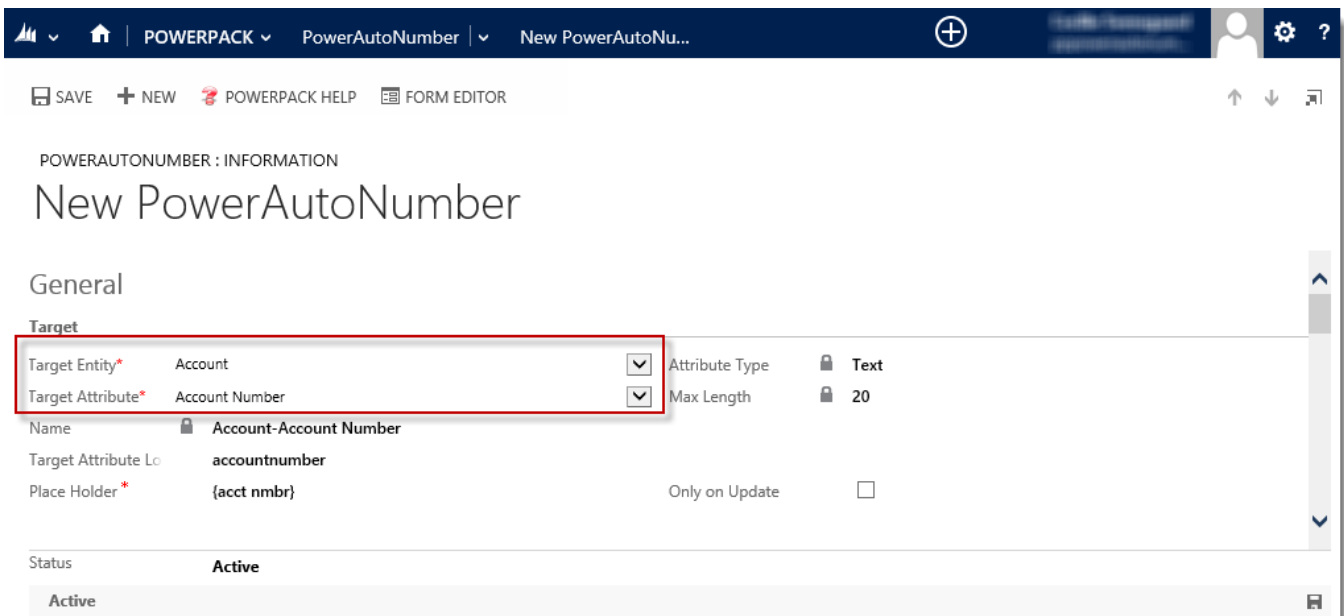 POWERPACK PowerAutoNumber New PowerAutoNu... ?
SAVE NEW POWERPACK HELP FORM EDITOR
POWERAUTONUMBER : INFORMATION
New PowerAutoNumber
General
Target
Target Entity* Account Attribute Type Text
Target Attribute* Account Number Max Length 20
Name Account-Account Number
Target Attribute Lo accountnumber
Place Holder* {acct nmbr} Only on Update
Status Active
Active